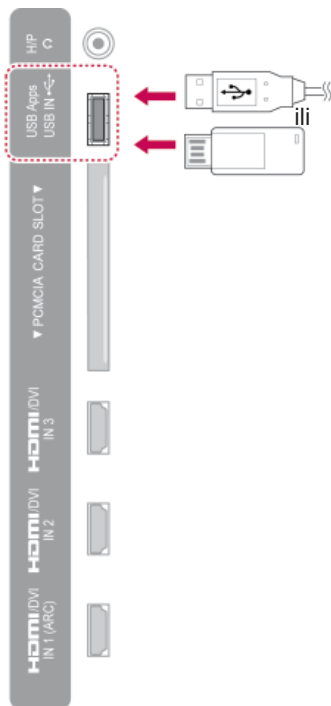 H/P
USB Apps
USB IN
ili
▼ PCMCIA CARD SLOT ▼
HDMI/DVI
IN 3
HDMI/DVI
IN 2
HDMI/DVI
IN 1 (ARC)